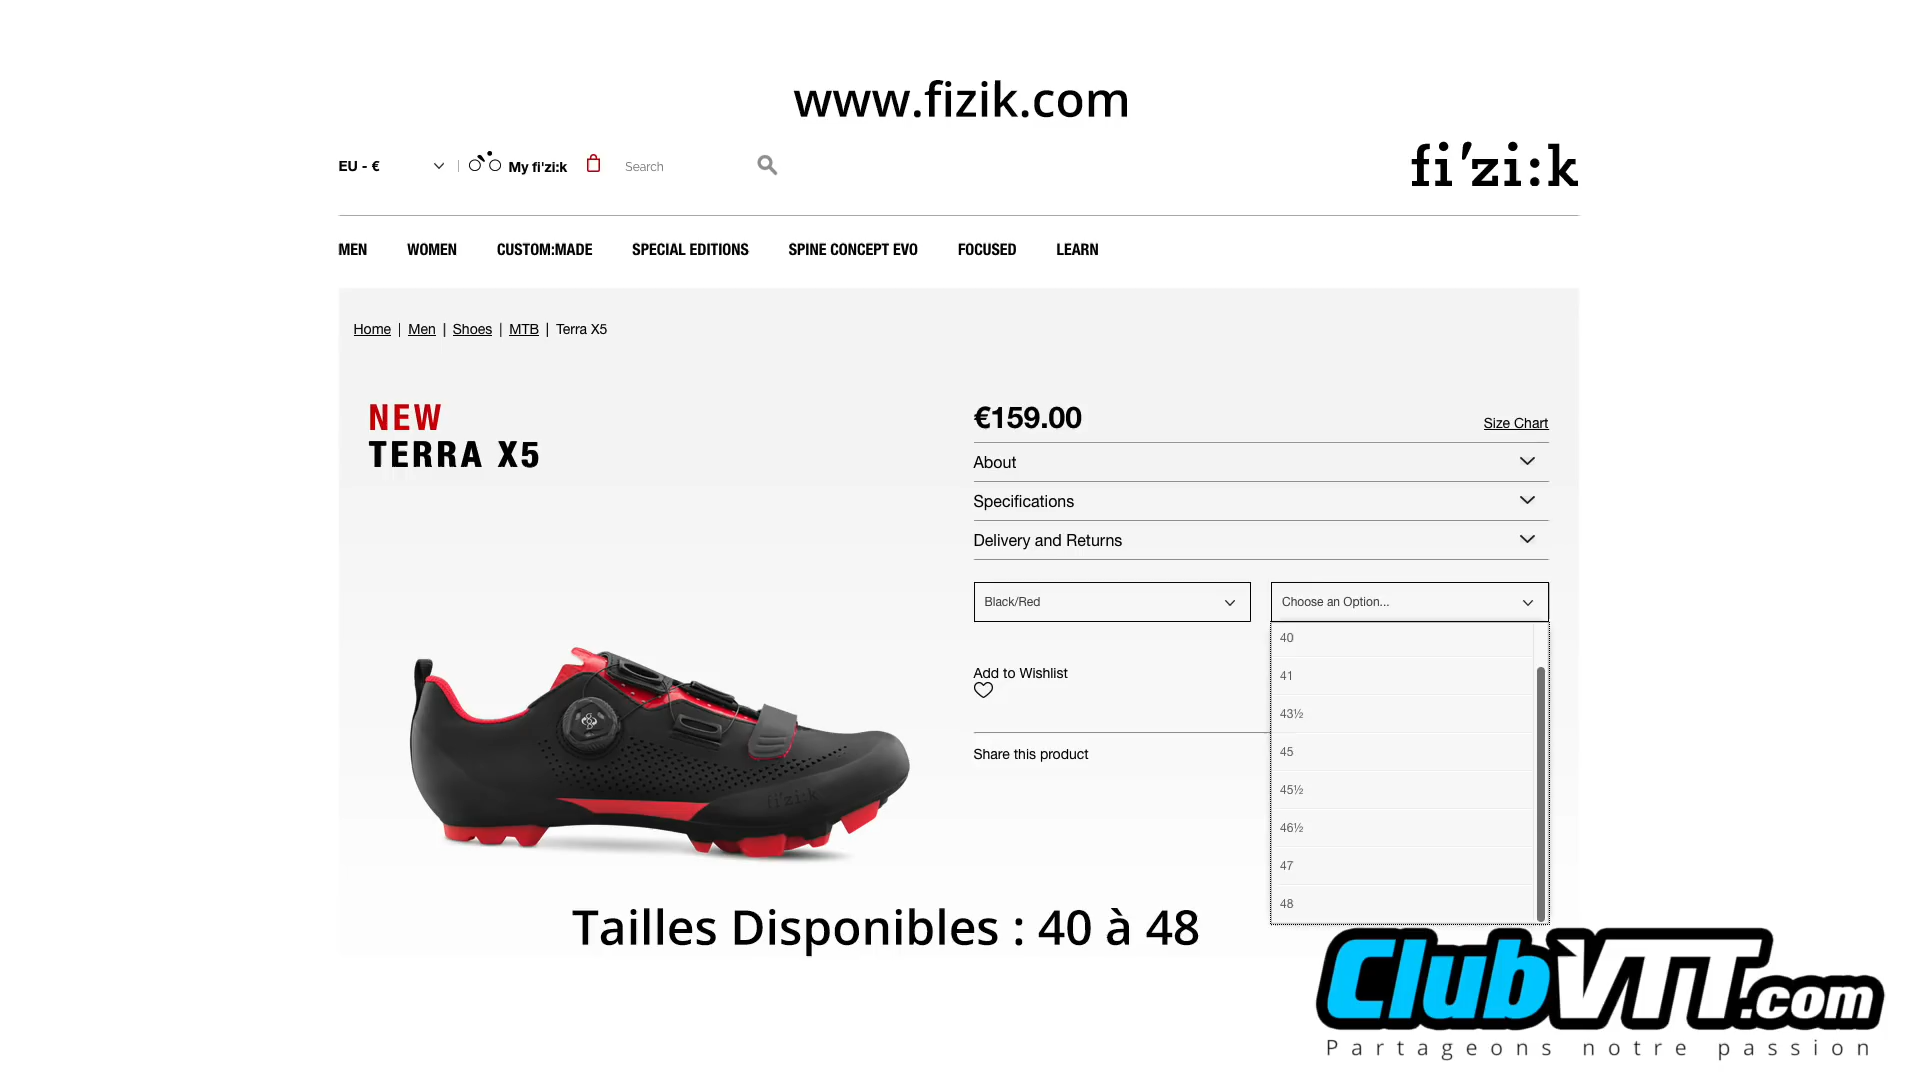 www.fizik.com
EU - € | My fi'zi:k Search
fi'zi:k
MEN WOMEN CUSTOM:MADE SPECIAL EDITIONS SPINE CONCEPT EVO FOCUSED LEARN
Home | Men | Shoes | MTB | Terra X5
NEW
TERRA X5
€159.00
Size Chart
About
Specifications
Delivery and Returns
Black/Red
Choose an Option...
40
41
43½
45
45½
46½
47
48
Add to Wishlist
Share this product
fi'zi:k
Tailles Disponibles : 40 à 48
ClubVTT.com
Partageons notre passion